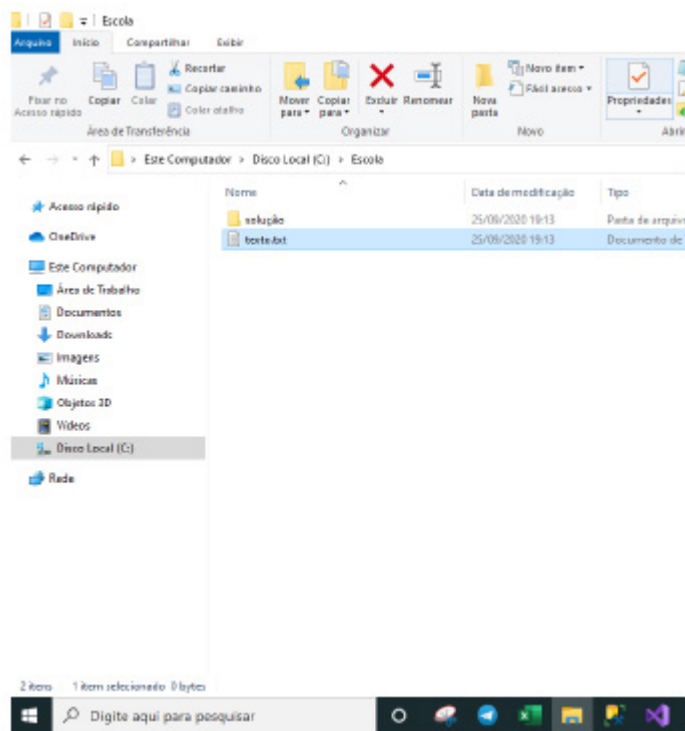 Escola
Arquivo Início Compartilhar Exibir
Fixar no Acesso rápido
Copiar
Colar
Recortar
Copiar caminho
Colar atalho
Área de Transferência
Mover para
Copiar para
Excluir
Renomear
Organizar
Nova pasta
Novo item
Fácil acesso
Novo
Propriedades
Abrir
Este Computador > Disco Local (C:) > Escola
Nome Data de modificação Tipo
solução 25/09/2020 19:13 Pasta de arquivo
texto.txt 25/09/2020 19:13 Documento de
Acesso rápido
OneDrive
Este Computador
Área de Trabalho
Documentos
Downloads
Imagens
Músicas
Objetos 3D
Vídeos
Disco Local (C:)
Rede
2 itens 1 item selecionado 0 bytes
Digite aqui para pesquisar